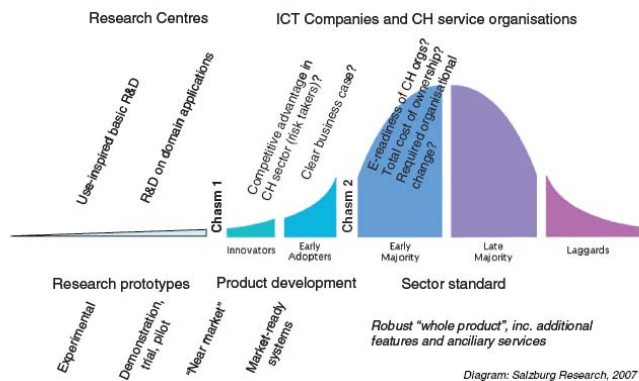 Research Centres
ICT Companies and CH service organisations
Use-inspired basic R&D
R&D on domain applications
Chasm 1
Competitive advantage in
CH sector (risk takers)?
Clear business case?
Chasm 2
E-readiness of CH orgs?
Total cost of ownership?
Required organisational
change?
Innovators
Early
Adopters
Early
Majority
Late
Majority
Laggards
Research prototypes
Product development
Sector standard
Experimental
Demonstration,
trial, pilot
"Near market"
Market-ready
systems
Robust "whole product", inc. additional
features and ancillary services
Diagram: Salzburg Research, 2007